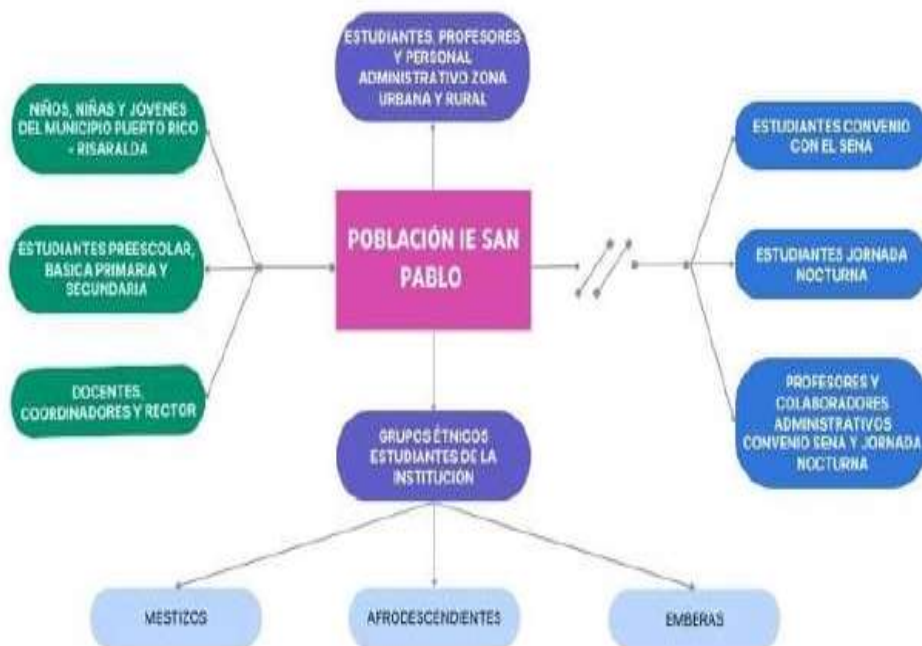 ESTUDIANTES, PROFESORES
Y PERSONAL
ADMINISTRATIVO ZONA
URBANA Y RURAL
NIÑOS, NIÑAS Y JÓVENES
DEL MUNICIPIO PUERTO RICO
- RISARALDA
ESTUDIANTES PREESCOLAR,
BÁSICA PRIMARIA Y
SECUNDARIA
DOCENTES,
COORDINADORES Y RECTOR
POBLACIÓN IE SAN
PABLO
ESTUDIANTES CONVENIO
CON EL SENA
ESTUDIANTES JORNADA
NOCTURNA
PROFESORES Y
COLABORADORES
ADMINISTRATIVOS
CONVENIO SENA Y JORNADA
NOCTURNA
GRUPOS ÉTNICOS
ESTUDIANTES DE LA
INSTITUCIÓN
MESTIZOS
AFRODESCENDIENTES
EMBERAS